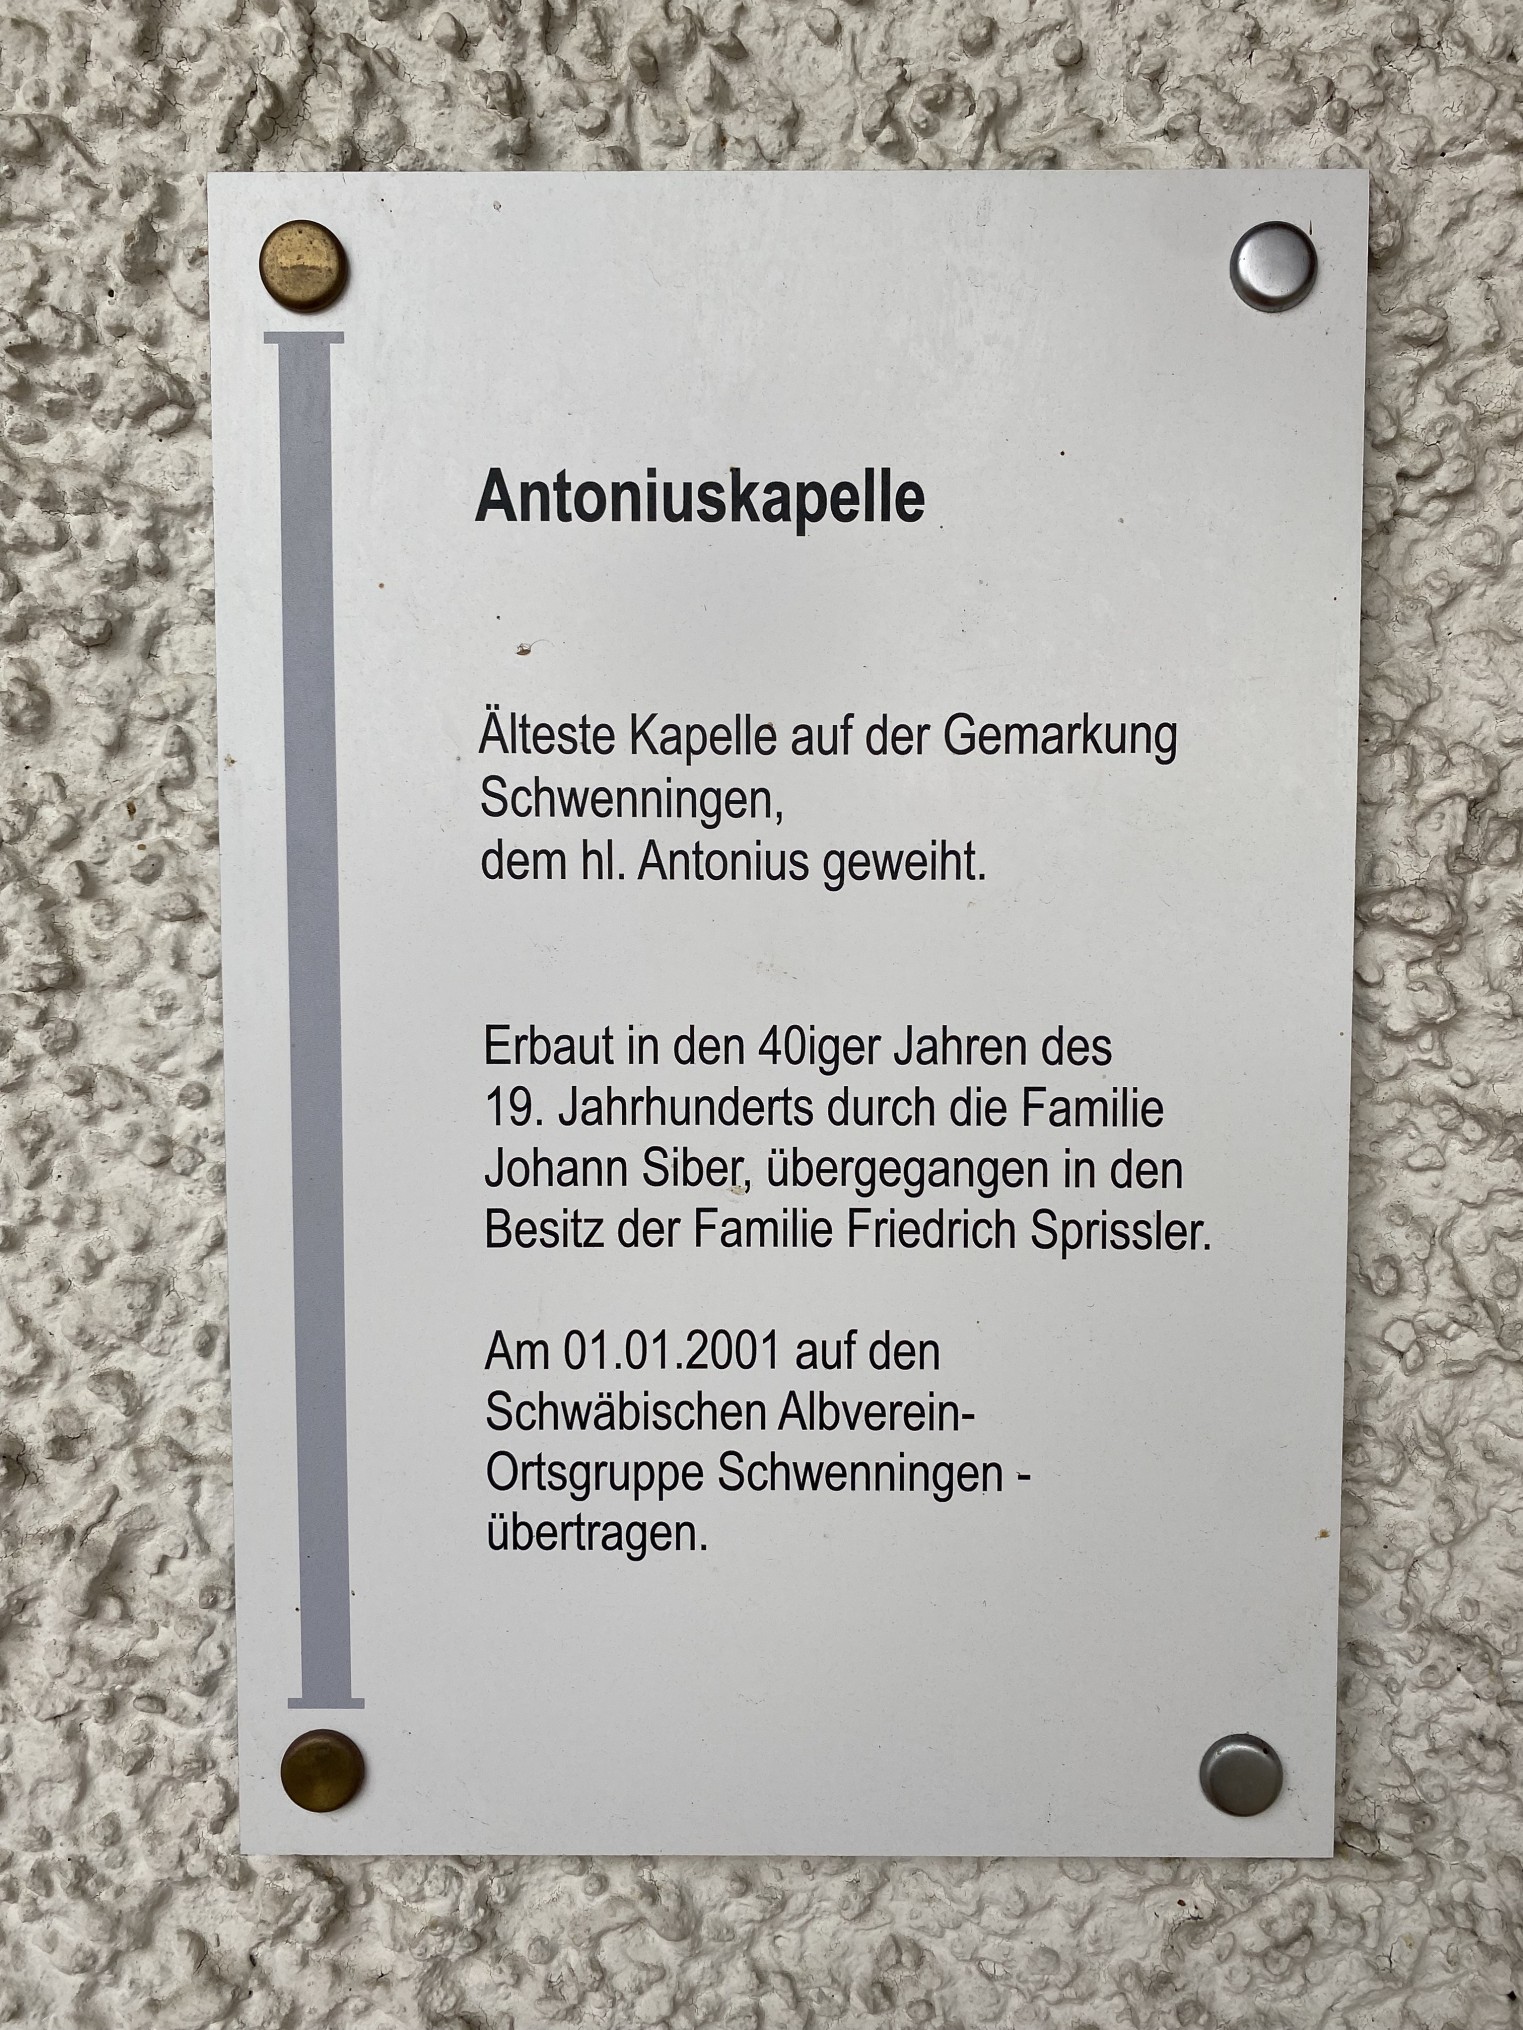 Antoniuskapelle
Älteste Kapelle auf der Gemarkung
Schwenningen,
dem hl. Antonius geweiht.
Erbaut in den 40iger Jahren des
19. Jahrhunderts durch die Familie
Johann Siber, übergegangen in den
Besitz der Familie Friedrich Sprissler.
Am 01.01.2001 auf den
Schwäbischen Albverein-
Ortsgruppe Schwenningen -
übertragen.